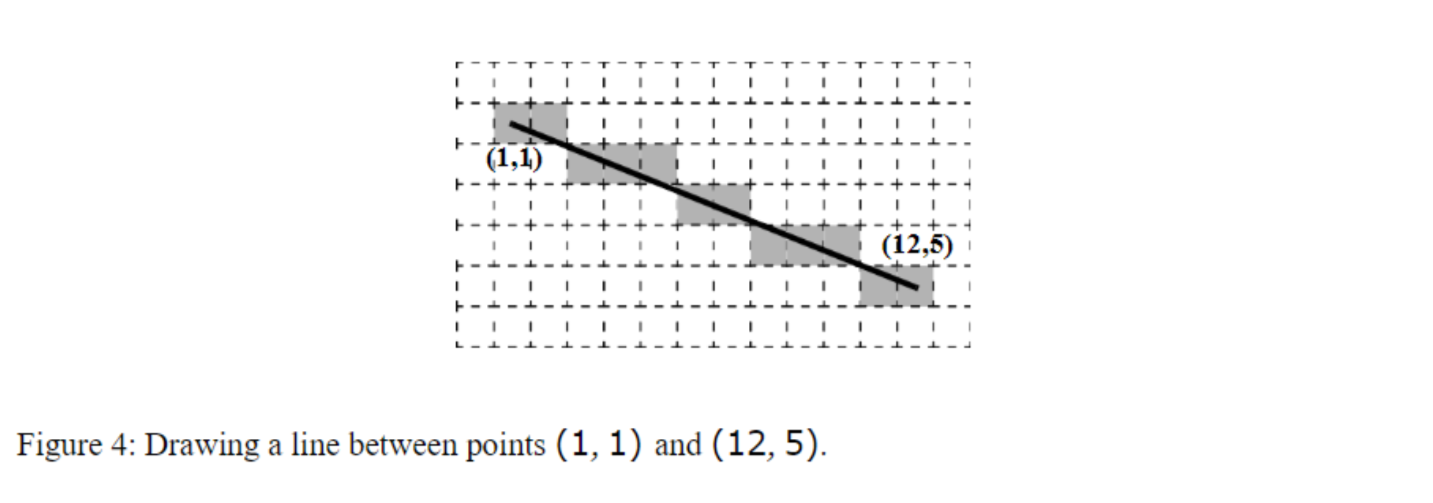 (1,1)
(12,5)
Figure 4: Drawing a line between points (1, 1) and (12, 5).